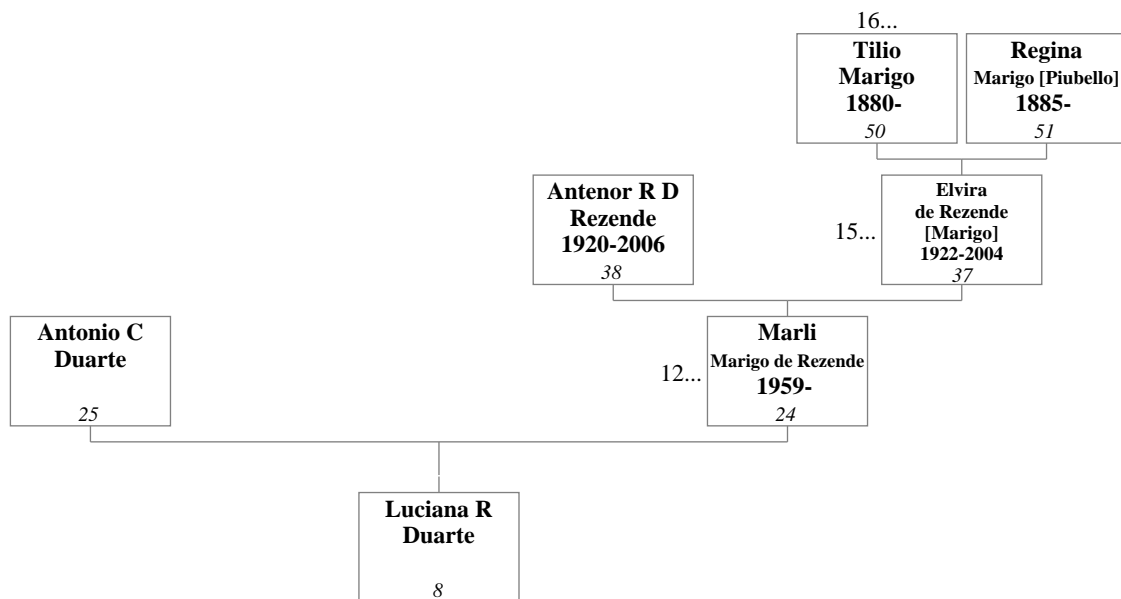 16...
Tilio
Marigo
1880-
50
Regina
Marigo [Piubello]
1885-
51
Antenor R D
Rezende
1920-2006
38
15...
Elvira
de Rezende
[Marigo]
1922-2004
37
Antonio C
Duarte
25
12...
Marli
Marigo de Rezende
1959-
24
Luciana R
Duarte
8